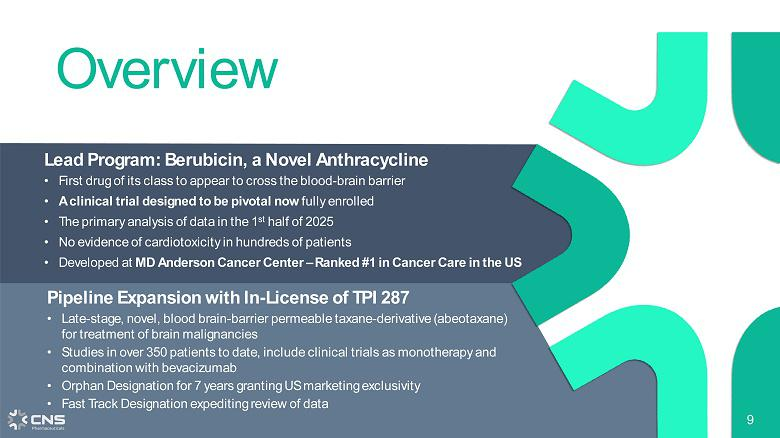 Overview
Lead Program: Berubicin, a Novel Anthracycline
• First drug of its class to appear to cross the blood-brain barrier
• A clinical trial designed to be pivotal now fully enrolled
• The primary analysis of data in the 1st half of 2025
• No evidence of cardiotoxicity in hundreds of patients
• Developed at MD Anderson Cancer Center – Ranked #1 in Cancer Care in the US
Pipeline Expansion with In-License of TPI 287
• Late-stage, novel, blood brain-barrier permeable taxane-derivative (abeotaxane)
for treatment of brain malignancies
• Studies in over 350 patients to date, include clinical trials as monotherapy and
combination with bevacizumab
• Orphan Designation for 7 years granting US marketing exclusivity
• Fast Track Designation expediting review of data
CNS
Pharmaceuticals
9